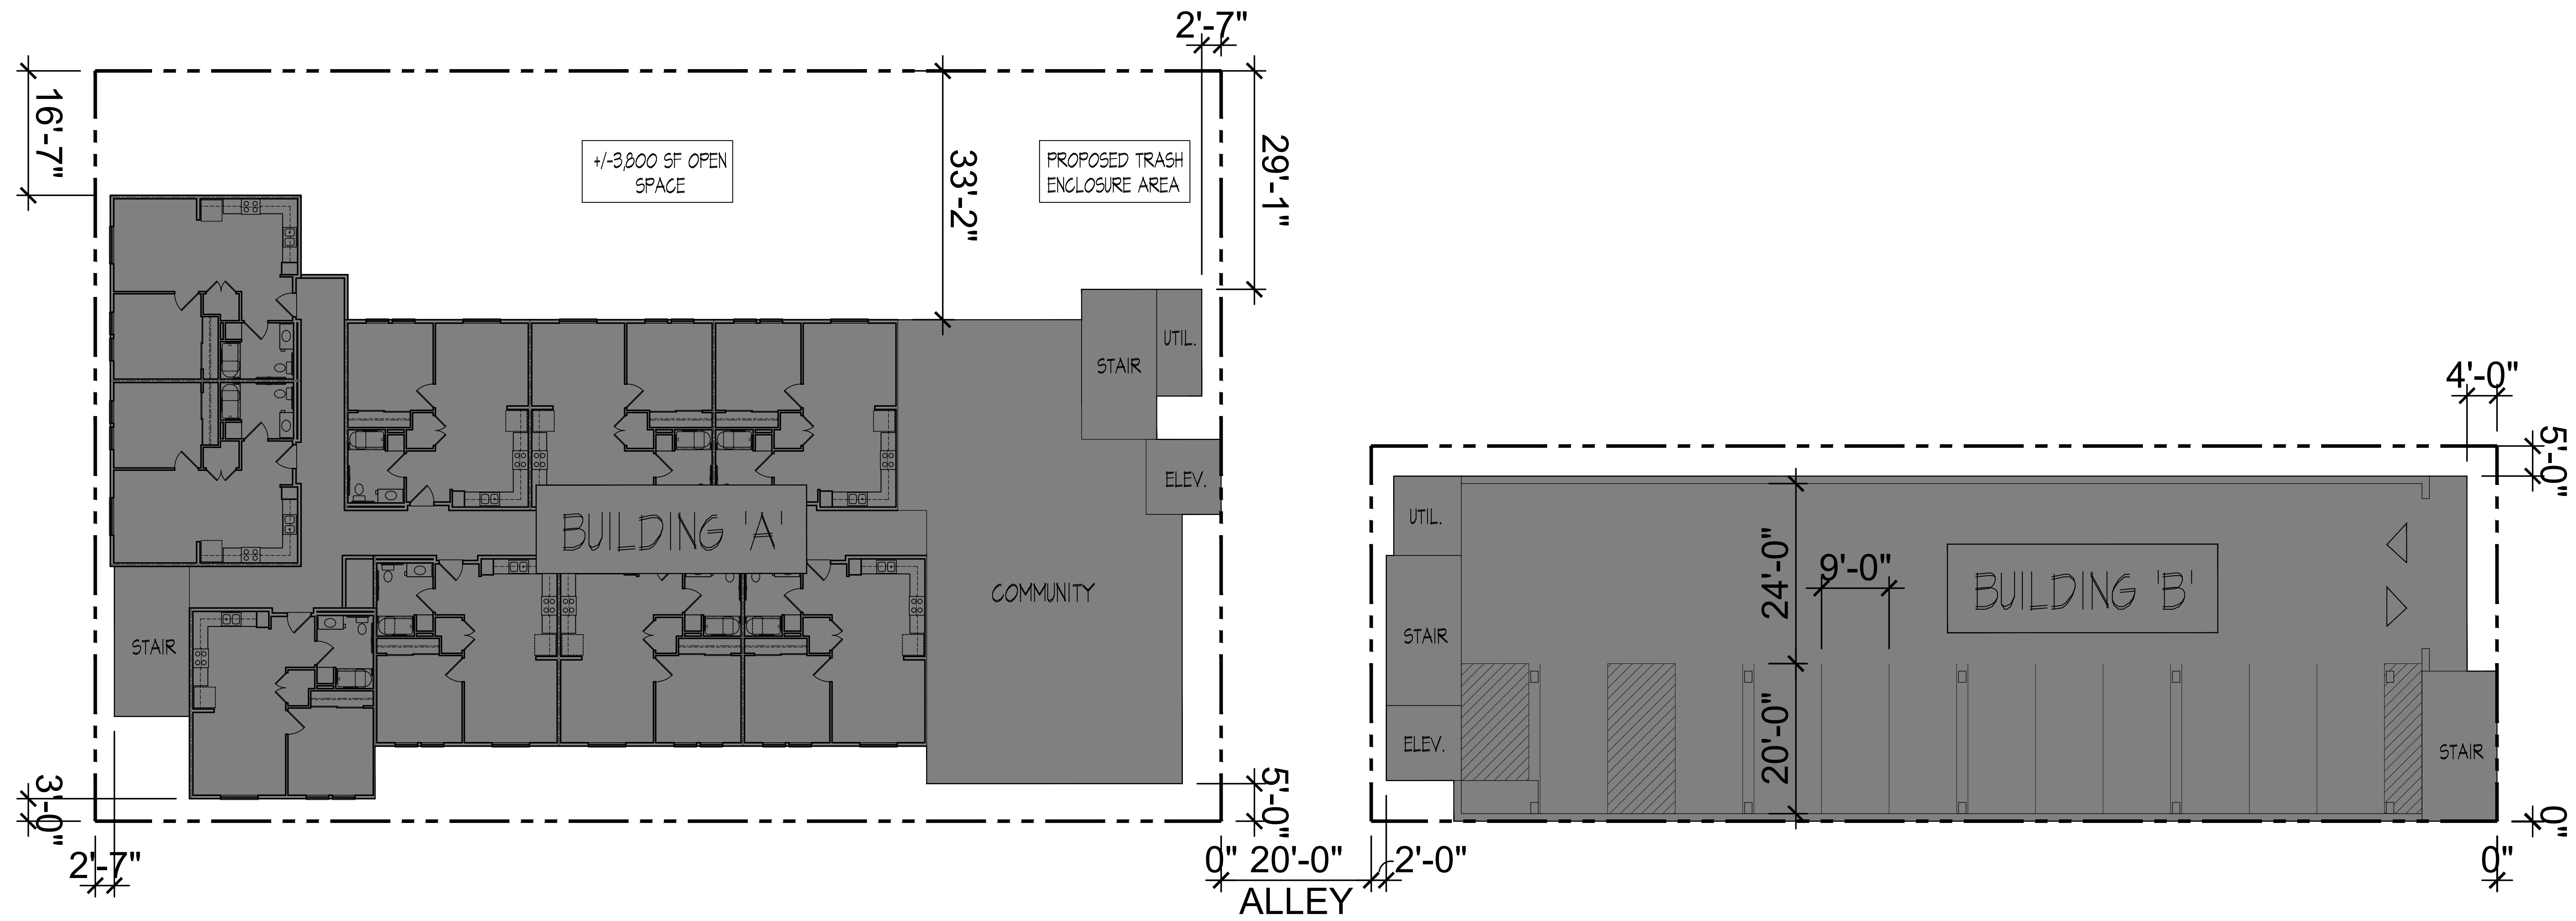 2'-7"
16'-7"
+/-3,800 SF OPEN
SPACE
33'-2"
PROPOSED TRASH
ENCLOSURE AREA
29'-1"
STAIR
UTIL.
ELEV.
BUILDING 'A'
COMMUNITY
STAIR
3'-0"
2'-7"
5'-0"
0"
20'-0"
ALLEY
2'-0"
4'-0"
5'-0"
UTIL.
STAIR
ELEV.
24'-0"
9'-0"
20'-0"
BUILDING 'B'
STAIR
0"
0"